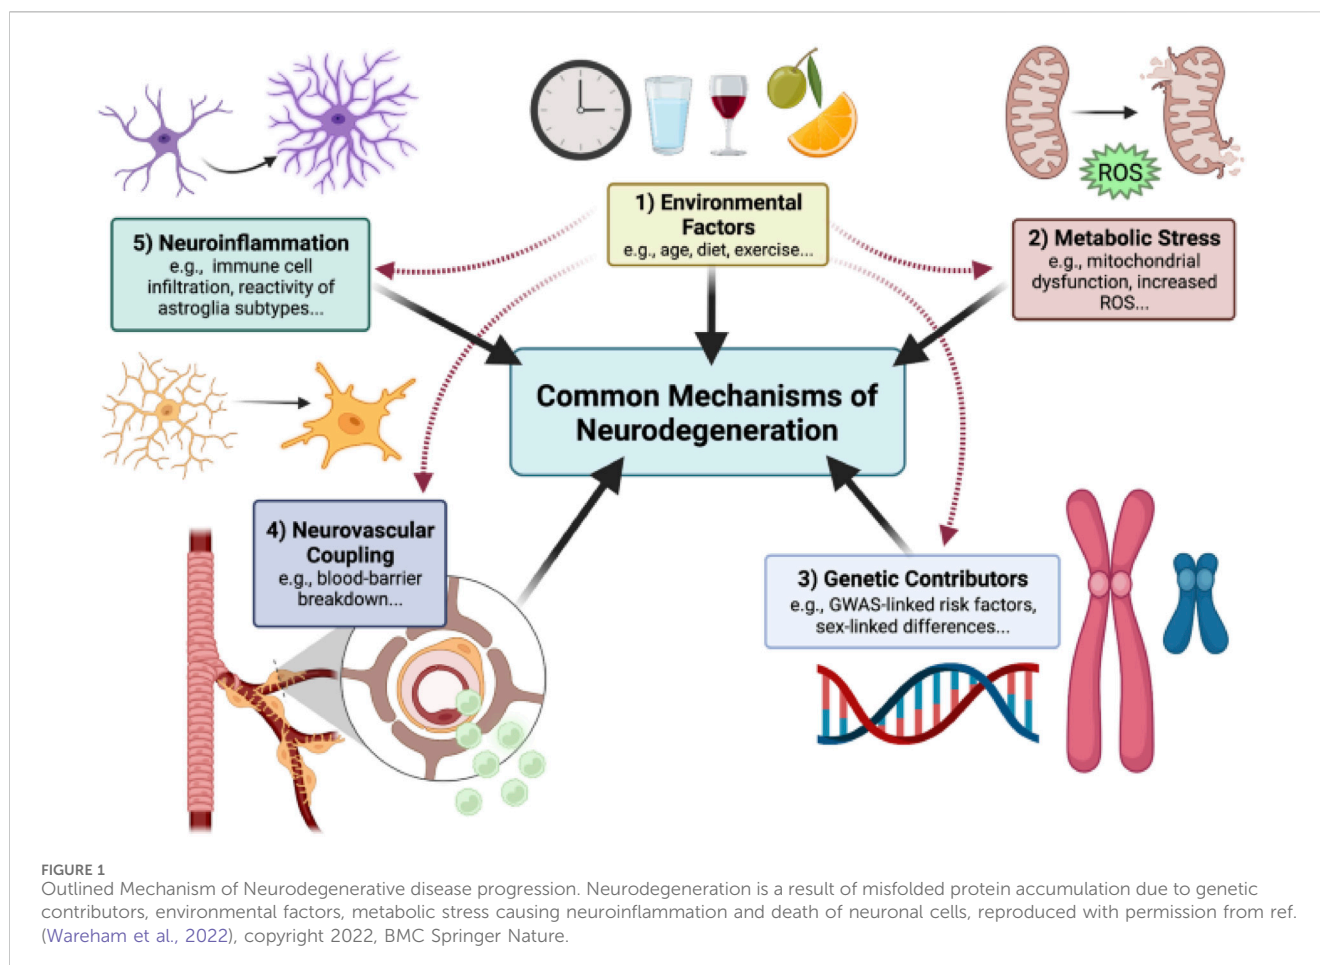 1) Environmental
Factors
e.g., age, diet, exercise...
ROS
2) Metabolic Stress
e.g., mitochondrial
dysfunction, increased
ROS...
5) Neuroinflammation
e.g., immune cell
infiltration, reactivity of
astroglia subtypes...
Common Mechanisms of
Neurodegeneration
4) Neurovascular
Coupling
e.g., blood-barrier
breakdown...
3) Genetic Contributors
e.g., GWAS-linked risk factors,
sex-linked differences...
FIGURE 1
Outlined Mechanism of Neurodegenerative disease progression. Neurodegeneration is a result of misfolded protein accumulation due to genetic
contributors, environmental factors, metabolic stress causing neuroinflammation and death of neuronal cells, reproduced with permission from ref.
(Wareham et al., 2022), copyright 2022, BMC Springer Nature.